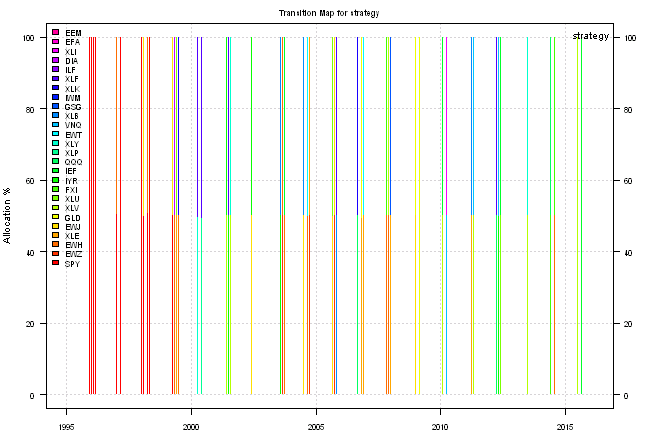 Transition Map for strategy
strategy
Allocation %
100
80
60
40
20
0
EEM
EFA
XLI
DIA
ILF
XLF
XLK
IWM
GSG
XLB
VNQ
EWT
XLY
XLP
QQQ
IEF
IYR
FXI
XLU
XLV
GLD
EWJ
XLE
EWH
EWZ
SPY
100
80
60
40
20
0
1995
2000
2005
2010
2015